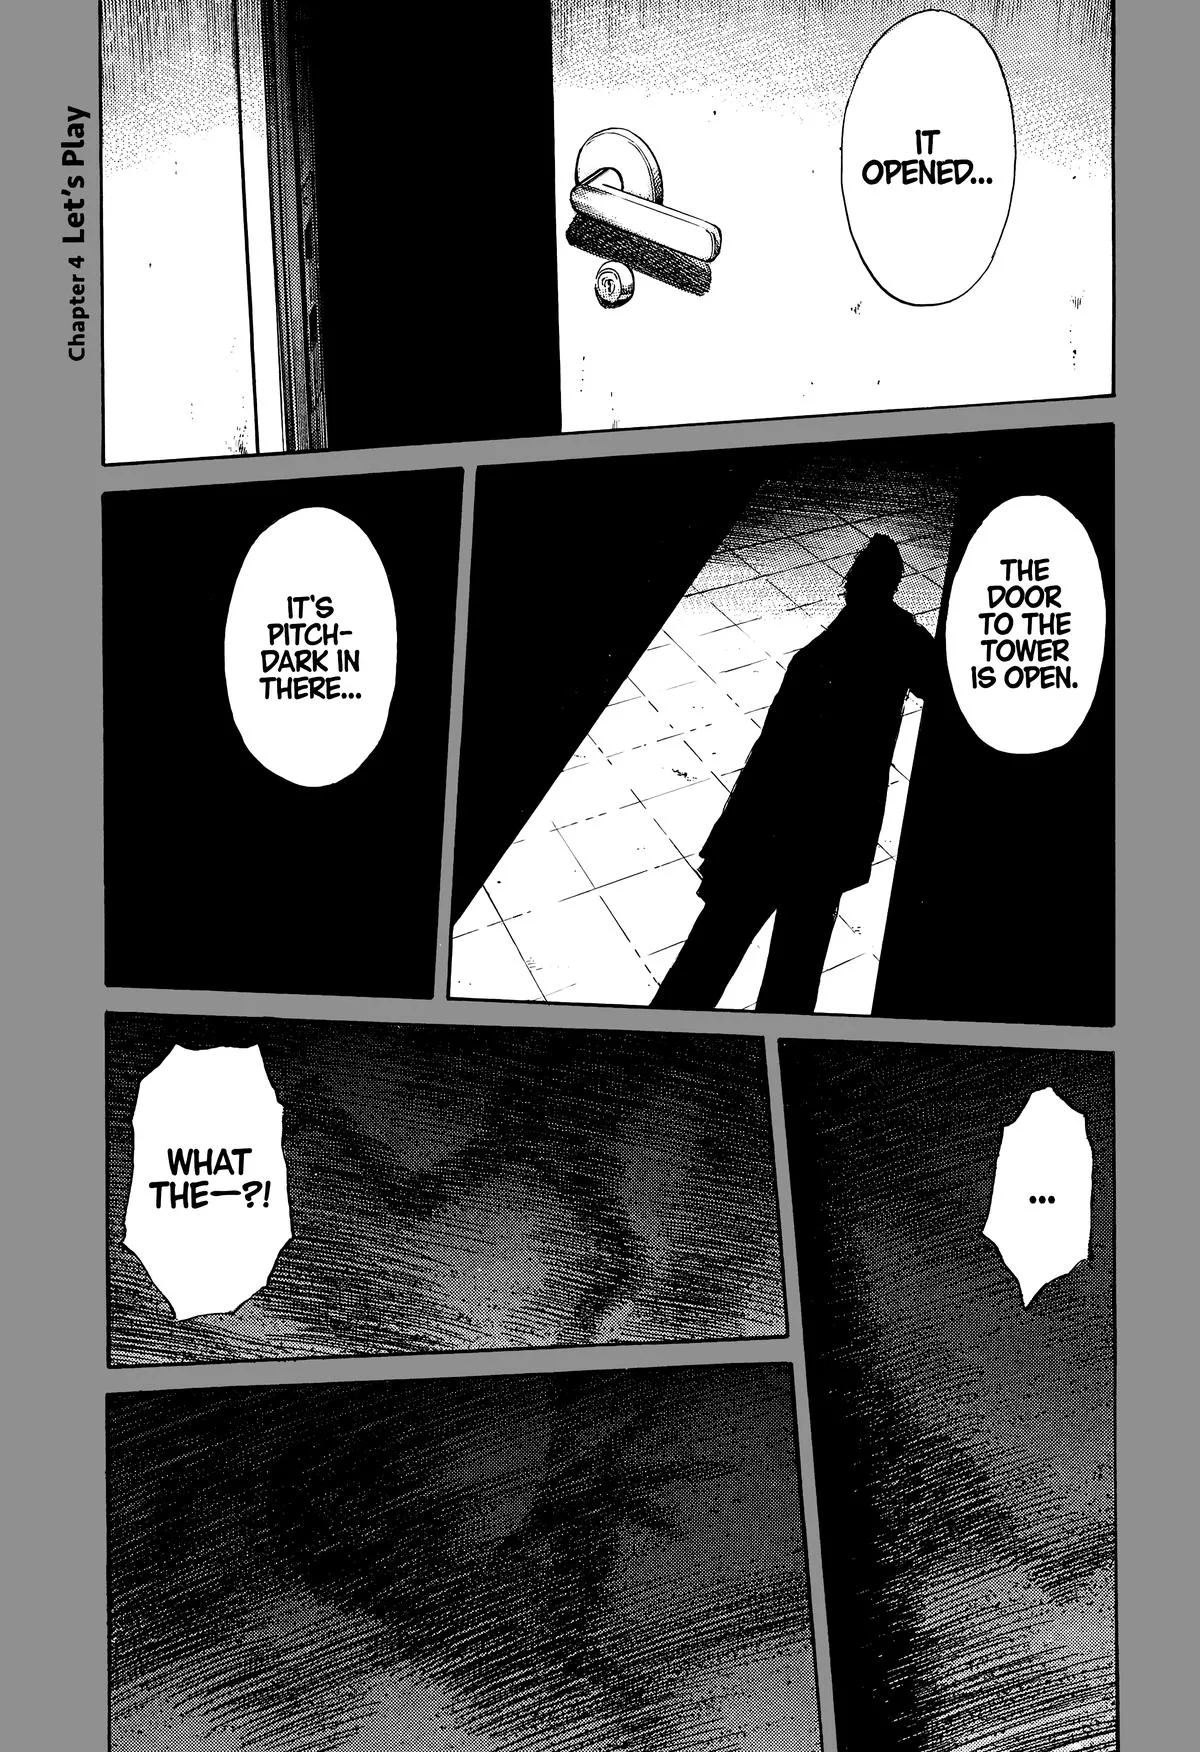 Chapter 4 Let's Play
IT
OPENED...
THE
DOOR
TO THE
TOWER
IS OPEN.
IT'S
PITCH-
DARK IN
THERE...
...
WHAT
THE—?!